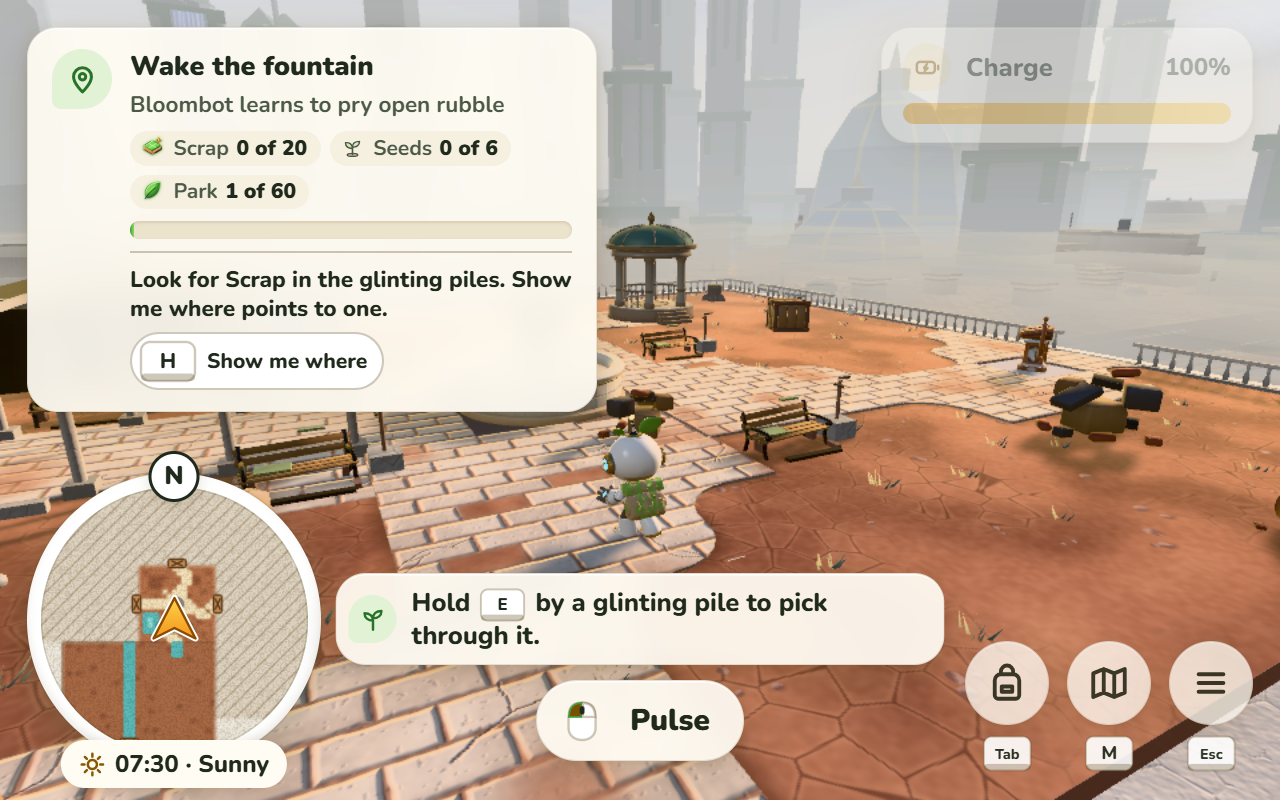 Wake the fountain
Bloombot learns to pry open rubble
Scrap 0 of 20
Seeds 0 of 6
Park 1 of 60
Look for Scrap in the glinting piles. Show
me where points to one.
H Show me where
Charge 100%
N
07:30 · Sunny
Hold E by a glinting pile to pick
through it.
Pulse
Tab
M
Esc